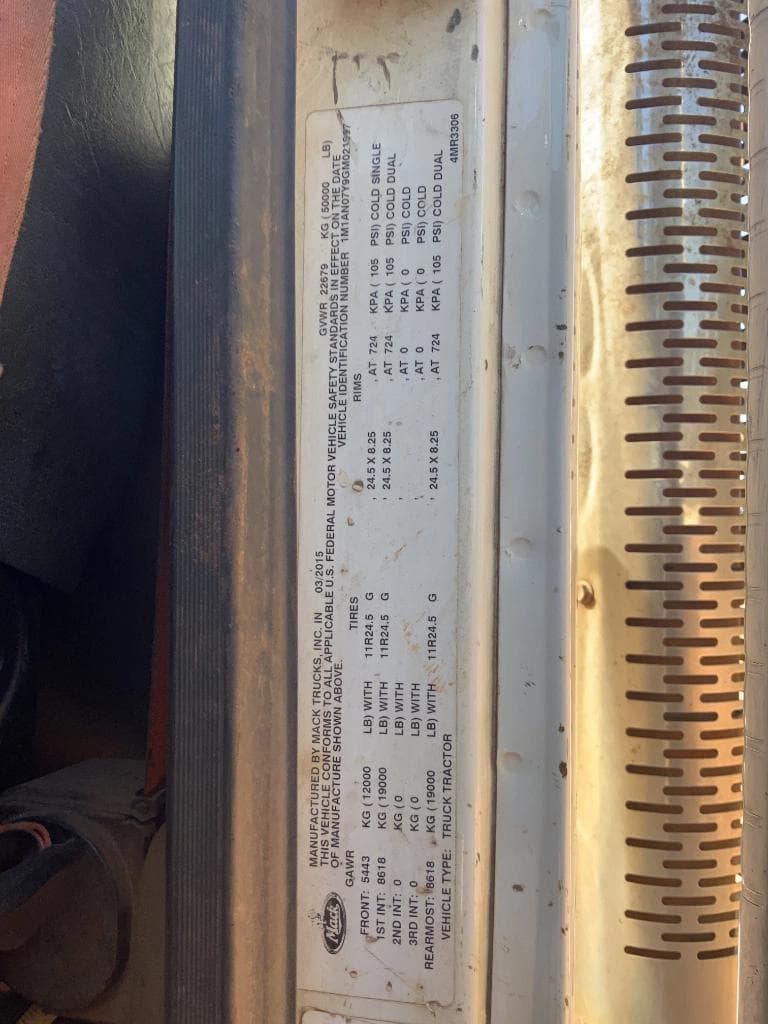 MANUFACTURED BY MACK TRUCKS, INC. IN 03/2015 GVWR 22679 KG ( 50000 LB)
THIS VEHICLE CONFORMS TO ALL APPLICABLE U.S. FEDERAL MOTOR VEHICLE SAFETY STANDARDS IN EFFECT ON THE DATE
OF MANUFACTURE SHOWN ABOVE. VEHICLE IDENTIFICATION NUMBER 1M1AN07Y9GM021997
GAWR TIRES RIMS
FRONT: 5443 KG ( 12000 LB) WITH 11R24.5 G , 24.5 X 8.25 , AT 724 KPA ( 105 PSI) COLD SINGLE
1ST INT: 8618 KG ( 19000 LB) WITH 11R24.5 G , 24.5 X 8.25 , AT 724 KPA ( 105 PSI) COLD DUAL
2ND INT: 0 KG ( 0 LB) WITH , , AT 0 KPA ( 0 PSI) COLD
3RD INT: 0 KG ( 0 LB) WITH , , AT 0 KPA ( 0 PSI) COLD
REARMOST: 8618 KG ( 19000 LB) WITH 11R24.5 G , 24.5 X 8.25 , AT 724 KPA ( 105 PSI) COLD DUAL
VEHICLE TYPE: TRUCK TRACTOR 4MR3306
Mack